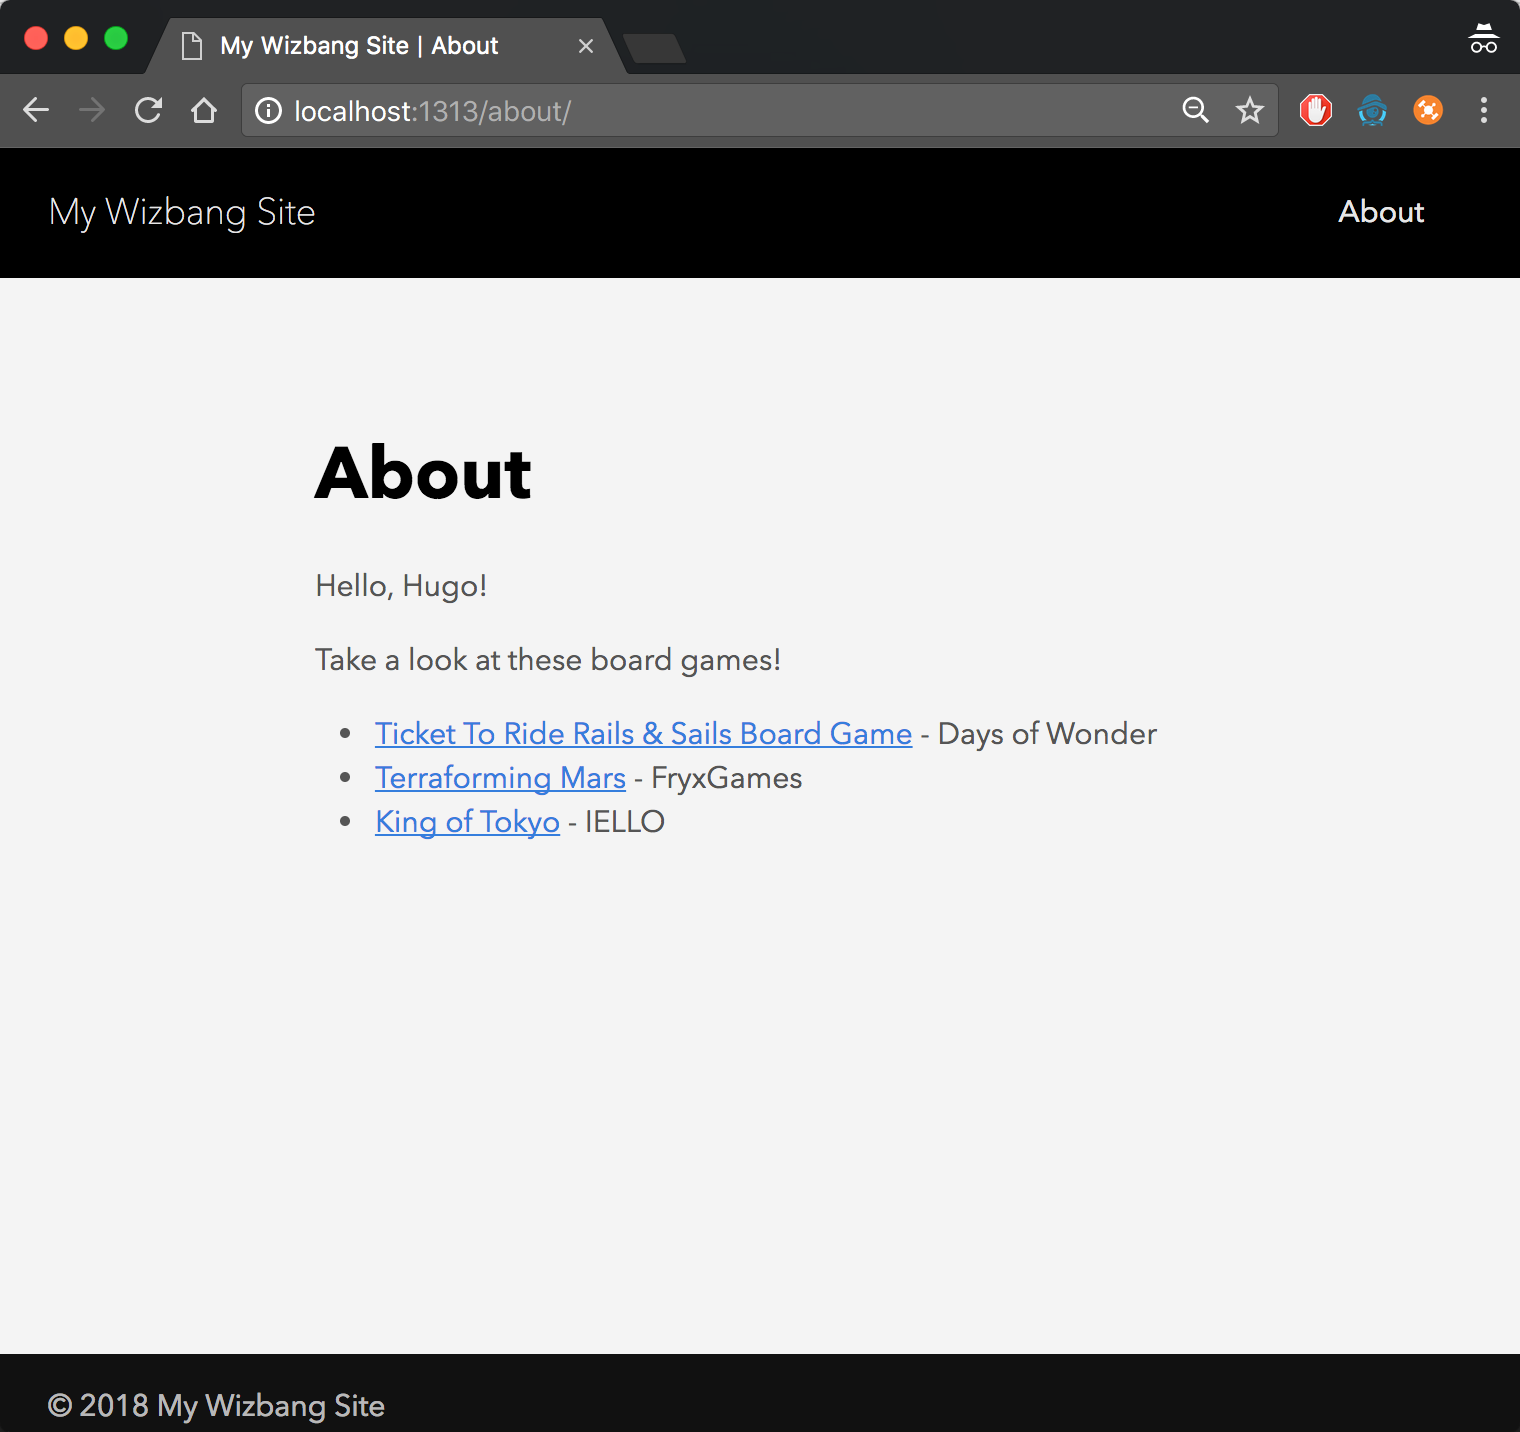 My Wizbang Site | About
localhost:1313/about/
My Wizbang Site
About
About
Hello, Hugo!
Take a look at these board games!
• Ticket To Ride Rails & Sails Board Game - Days of Wonder
• Terraforming Mars - FryxGames
• King of Tokyo - IELLO
© 2018 My Wizbang Site